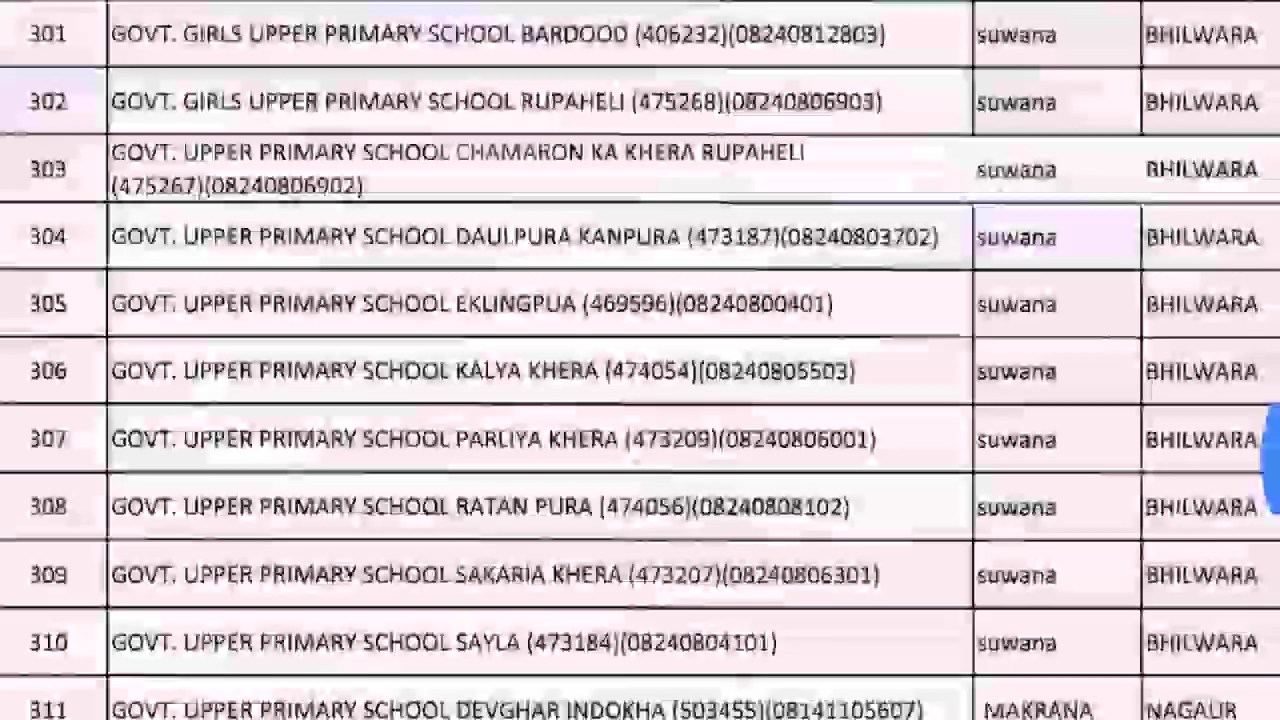 301 GOVT. GIRLS UPPER PRIMARY SCHOOL BARDOOD (406232)(08240812803) suwana BHILWARA
302 GOVT. GIRLS UPPER PRIMARY SCHOOL RUPAHELI (475268)(08240806903) suwana BHILWARA
GOVT. UPPER PRIMARY SCHOOL CHAMARON KA KHERA RUPAHELI
303 (475267)(08240806902) suwana BHILWARA
304 GOVT. UPPER PRIMARY SCHOOL DAULPURA KANPURA (473187)(08240803702) suwana BHILWARA
305 GOVT. UPPER PRIMARY SCHOOL EKLINGPUA (469596)(08240800401) suwana BHILWARA
306 GOVT. UPPER PRIMARY SCHOOL KALYA KHERA (474054)(08240805503) suwana BHILWARA
307 GOVT. UPPER PRIMARY SCHOOL PARLIYA KHERA (473209)(08240806001) suwana BHILWARA
308 GOVT. UPPER PRIMARY SCHOOL RATAN PURA (474056)(08240808102) suwana BHILWARA
309 GOVT. UPPER PRIMARY SCHOOL SAKARIA KHERA (473207)(08240806301) suwana BHILWARA
310 GOVT. UPPER PRIMARY SCHOOL SAYLA (473184)(08240804101) suwana BHILWARA
311 GOVT. UPPER PRIMARY SCHOOL DEVGHAR INDOKHA (503455)(08141105607) MAKRANA NAGAUR